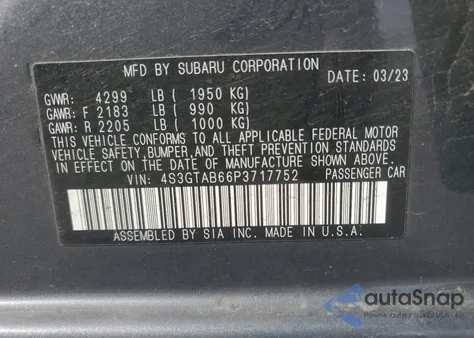 MFD BY SUBARU CORPORATION
DATE: 03/23
GVWR: 4299 LB ( 1950 KG)
GAWR: F 2183 LB ( 990 KG)
GAWR: R 2205 LB ( 1000 KG)
THIS VEHICLE CONFORMS TO ALL APPLICABLE FEDERAL MOTOR
VEHICLE SAFETY, BUMPER, AND THEFT PREVENTION STANDARDS
IN EFFECT ON THE DATE OF MANUFACTURE SHOWN ABOVE.
VIN: 4S3GTAB66P3717752 PASSENGER CAR
ASSEMBLED BY SIA INC. MADE IN U.S.A.
autoSnap